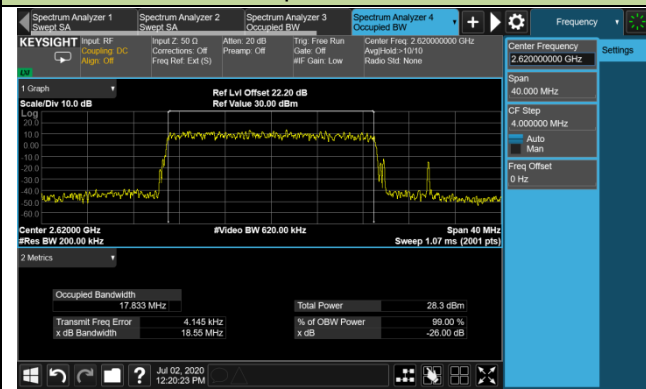 Spectrum Analyzer 1
Swept SA
Spectrum Analyzer 2
Swept SA
Spectrum Analyzer 3
Occupied BW
Spectrum Analyzer 4
Occupied BW
Frequency
KEYSIGHT
Input: RF
Coupling: DC
Align: Off
Input Z: 50 Ω
Corrections: Off
Freq Ref: Ext (S)
Atten: 20 dB
Preamp: Off
Trig: Free Run
Gate: Off
#IF Gain: Low
Center Freq: 2.620000000 GHz
Avg|Hold:>10/10
Radio Std: None
LW
Center Frequency
2.620000000 GHz
Settings
Span
40.000 MHz
CF Step
4.000000 MHz
Auto
Man
Freq Offset
0 Hz
1 Graph
Scale/Div 10.0 dB
Ref Lvl Offset 22.20 dB
Ref Value 30.00 dBm
Log
20.0
10.0
0.00
-10.0
-20.0
-30.0
-40.0
-50.0
-60.0
Center 2.62000 GHz
#Res BW 200.00 kHz
#Video BW 620.00 kHz
Span 40 MHz
Sweep 1.07 ms (2001 pts)
2 Metrics
Occupied Bandwidth
17.833 MHz
Total Power 28.3 dBm
Transmit Freq Error 4.145 kHz
% of OBW Power 99.00 %
x dB Bandwidth 18.55 MHz
x dB -26.00 dB
Jul 02, 2020
12:20:23 PM